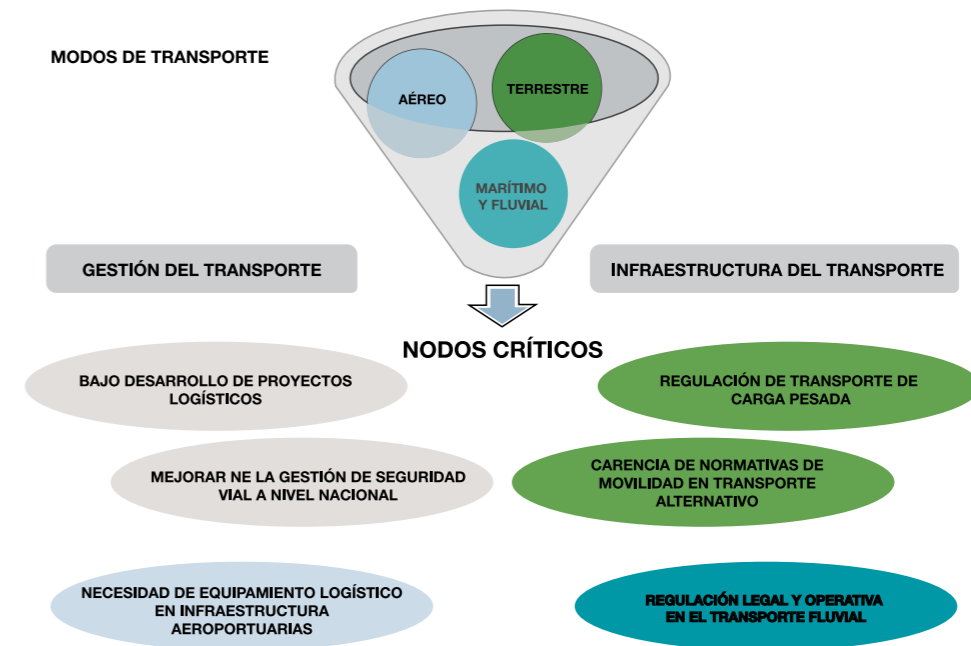 MODOS DE TRANSPORTE
AÉREO
TERRESTRE
MARÍTIMO
Y FLUVIAL
GESTIÓN DEL TRANSPORTE
INFRAESTRUCTURA DEL TRANSPORTE
NODOS CRÍTICOS
BAJO DESARROLLO DE PROYECTOS
LOGÍSTICOS
REGULACIÓN DE TRANSPORTE DE
CARGA PESADA
MEJORAR NE LA GESTIÓN DE SEGURIDAD
VIAL A NIVEL NACIONAL
CARENCIA DE NORMATIVAS DE
MOVILIDAD EN TRANSPORTE
ALTERNATIVO
NECESIDAD DE EQUIPAMIENTO LOGÍSTICO
EN INFRAESTRUCTURA
AEROPORTUARIAS
REGULACIÓN LEGAL Y OPERATIVA
EN EL TRANSPORTE FLUVIAL